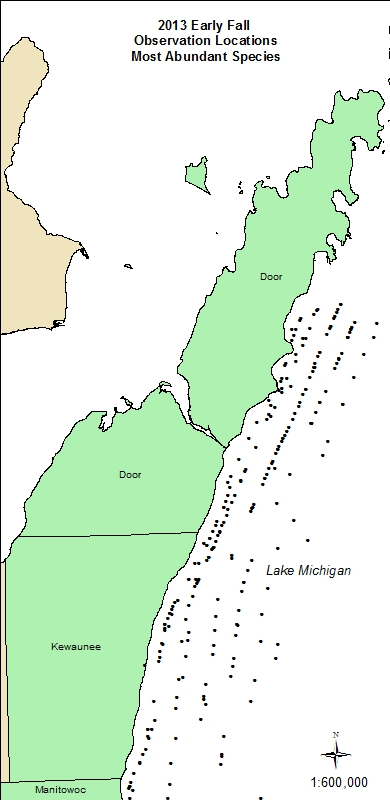 2013 Early Fall
Observation Locations
Most Abundant Species
Door
Door
Lake Michigan
Kewaunee
N
1:600,000
Manitowoc